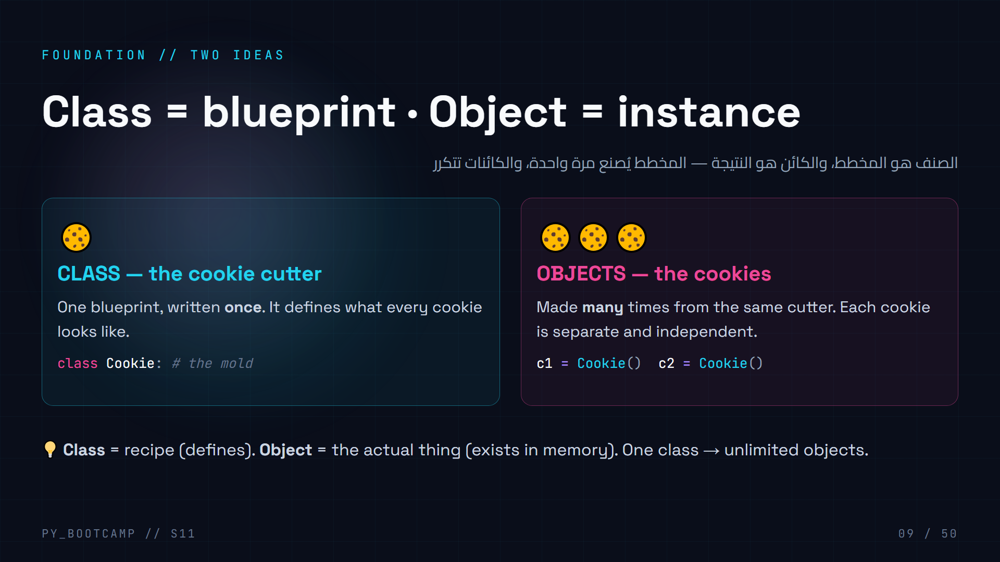 FOUNDATION // TWO IDEAS
Class = blueprint · Object = instance
الصنف هو المخطط، والكائن هو النتيجة — المخطط يُصنع مرة واحدة، والكائنات تتكرر
CLASS — the cookie cutter
One blueprint, written once. It defines what every cookie
looks like.
class Cookie: # the mold
OBJECTS — the cookies
Made many times from the same cutter. Each cookie
is separate and independent.
c1 = Cookie()  c2 = Cookie()
Class = recipe (defines). Object = the actual thing (exists in memory). One class → unlimited objects.
PY_BOOTCAMP // S11
09 / 50